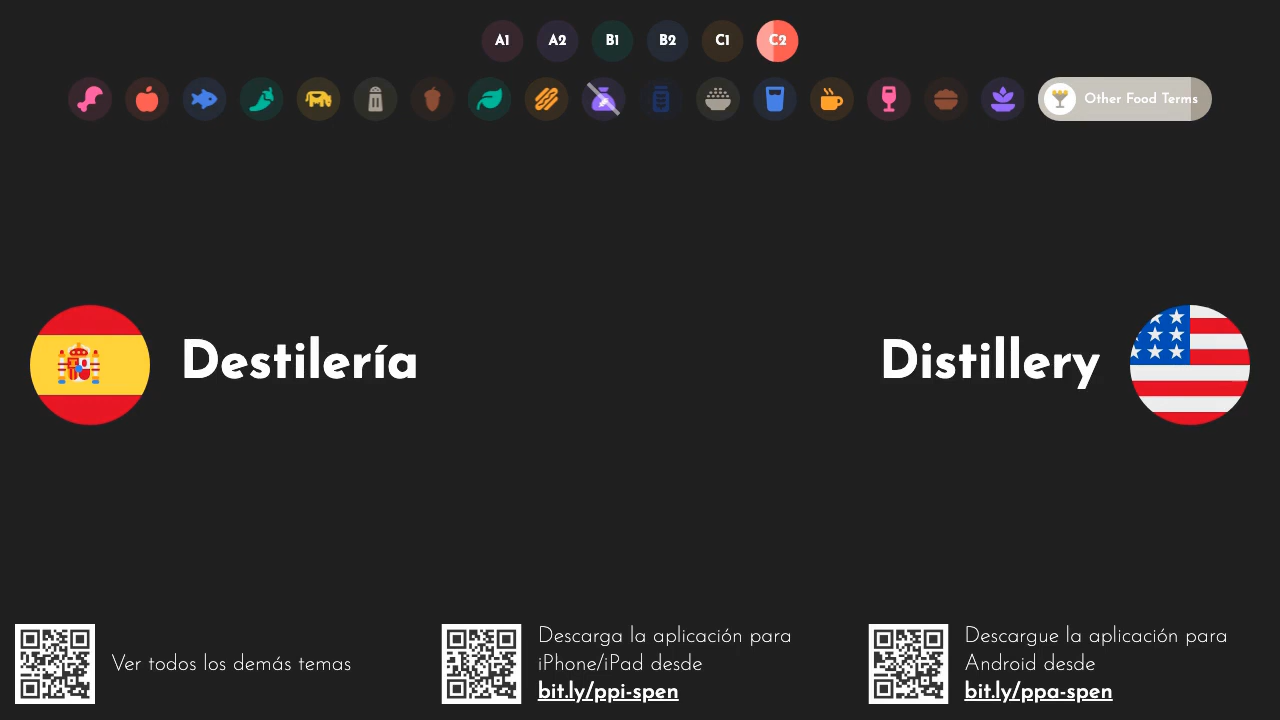 A1 A2 B1 B2 C1 C2
Other Food Terms
Destilería
Distillery
Ver todos los demás temas
Descarga la aplicación para
iPhone/iPad desde
bit.ly/ppi-spen
Descargue la aplicación para
Android desde
bit.ly/ppa-spen